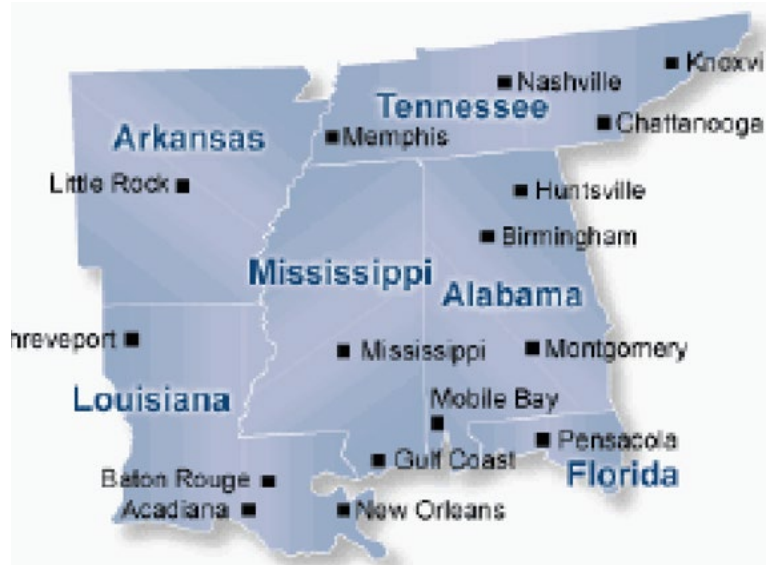 Knoxvi
Nashville
Tennessee
Chattanooga
Arkansas
Memphis
Little Rock
Huntsville
Birmingham
Mississippi
Alabama
hreveport
Mississippi
Montgomery
Louisiana
Mobile Bay
Pensacola
Gulf Coast
Florida
Baton Rouge
Acadiana
New Orleans